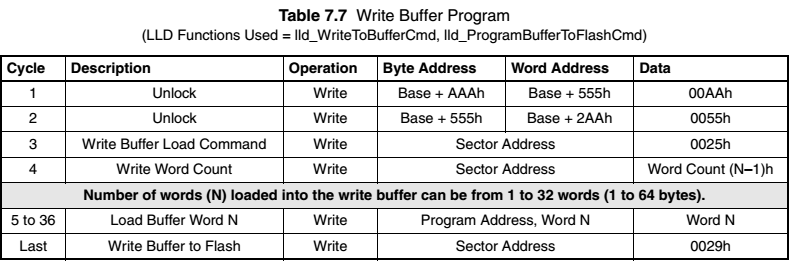 Table 7.7 Write Buffer Program
(LLD Functions Used = lld_WriteToBufferCmd, lld_ProgramBufferToFlashCmd)
Cycle Description Operation Byte Address Word Address Data
1 Unlock Write Base + AAAh Base + 555h 00AAh
2 Unlock Write Base + 555h Base + 2AAh 0055h
3 Write Buffer Load Command Write Sector Address 0025h
4 Write Word Count Write Sector Address Word Count (N–1)h
Number of words (N) loaded into the write buffer can be from 1 to 32 words (1 to 64 bytes).
5 to 36 Load Buffer Word N Write Program Address, Word N Word N
Last Write Buffer to Flash Write Sector Address 0029h